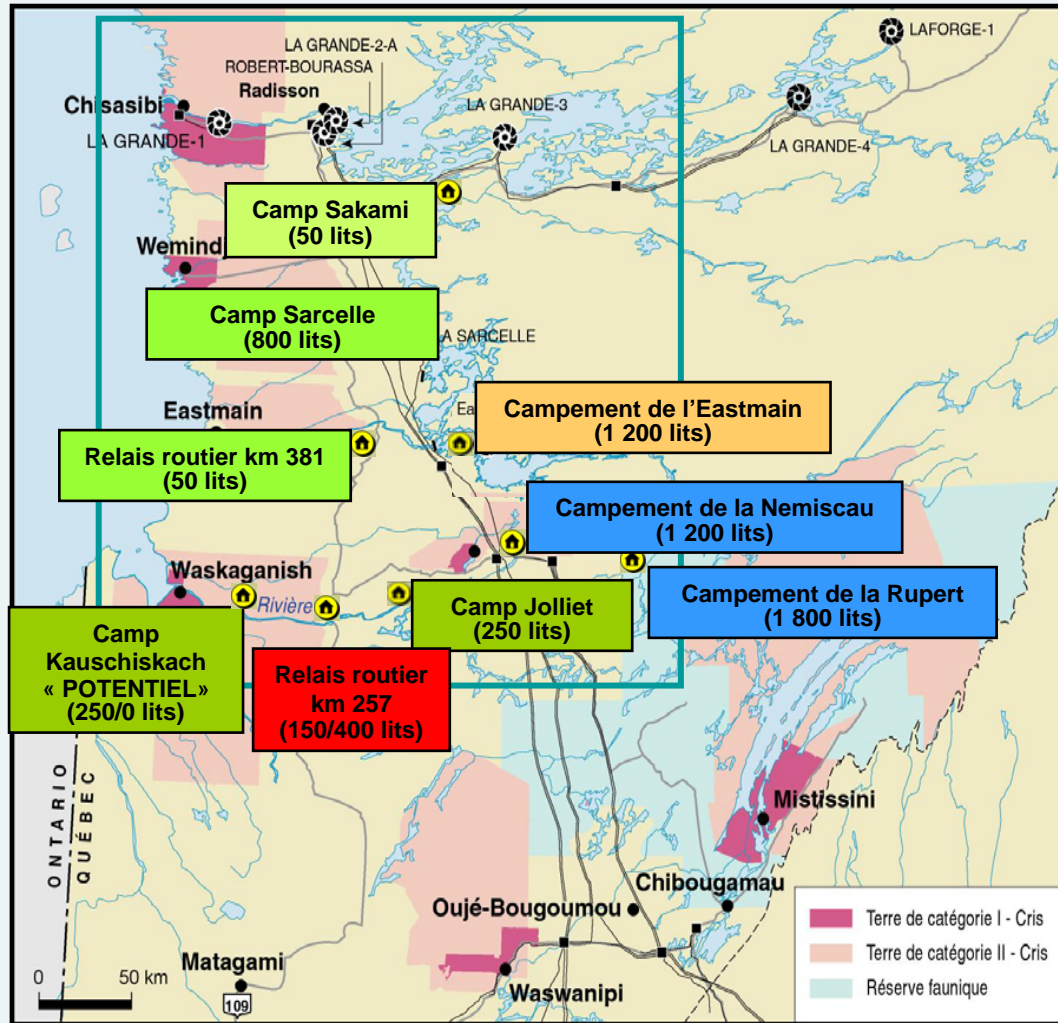 LAFORGE-1
LA GRANDE-2-A
ROBERT-BOURASSA
Radisson
Chisasibi
LA GRANDE-3
LA GRANDE-1
LA GRANDE-4
Camp Sakami
(50 lits)
Wemindj
Camp Sarcelle
(800 lits)
A SARCELLE
Eastmain
Ea
Campement de l'Eastmain
(1 200 lits)
Relais routier km 381
(50 lits)
Campement de la Nemiscau
(1 200 lits)
Waskaganish
Rivière
Camp Jolliet
(250 lits)
Campement de la Rupert
(1 800 lits)
Camp
Kauschiskach
« POTENTIEL»
(250/0 lits)
Relais routier
km 257
(150/400 lits)
ONTARIO
QUÉBEC
Mistissini
Chibougamau
Oujé-Bougoumou
Matagami
109
Waswanipi
0 50 km
Terre de catégorie I - Cris
Terre de catégorie II - Cris
Réserve faunique